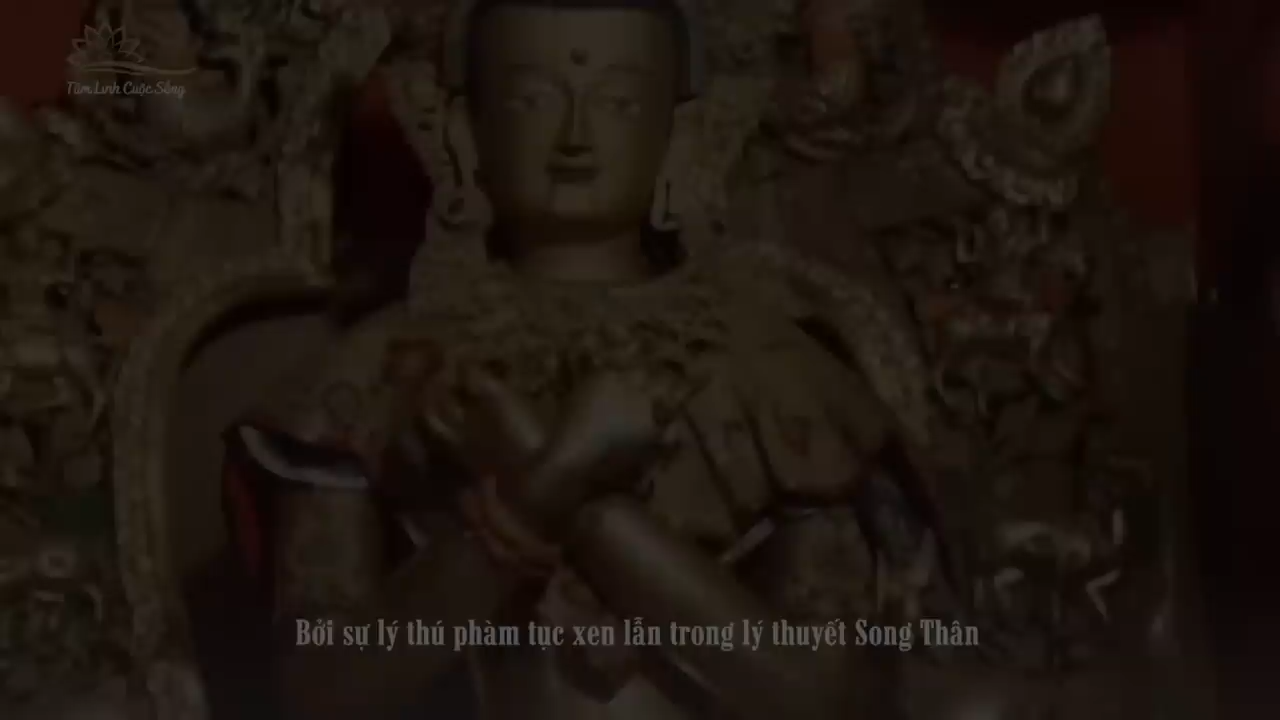 Tâm Linh Cuộc Sống
Bởi sự lý thú phàm tục xen lẫn trong lý thuyết Song Thân